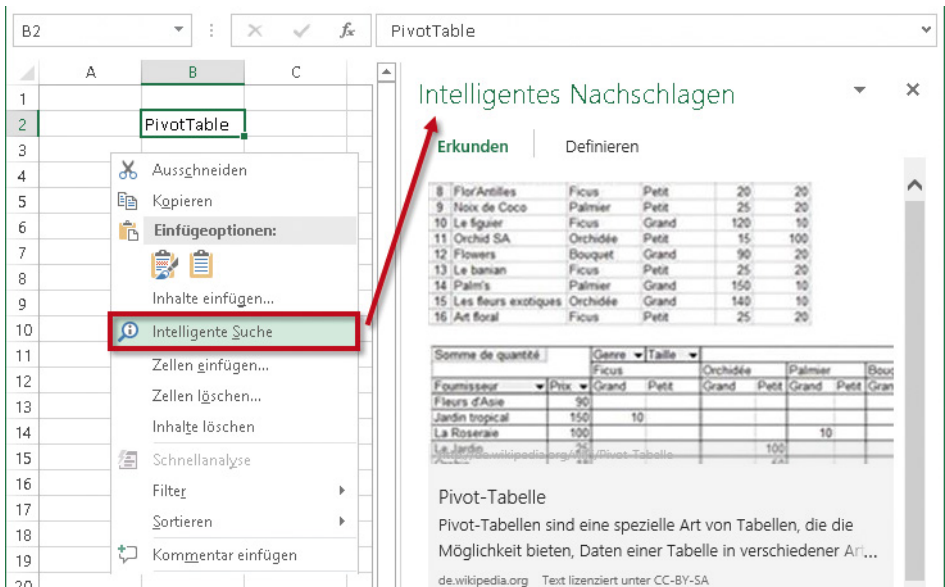 B2 fx PivotTable
A B C
1
2 PivotTable
3
4
5
6
7
8
9
10
11
12
13
14
15
16
17
18
19
20
Ausschneiden
Kopieren
Einfügeoptionen:
Inhalte einfügen...
Intelligente Suche
Zellen einfügen...
Zellen löschen...
Inhalte löschen
Schnellanalyse
Filter
Sortieren
Kommentar einfügen
Intelligentes Nachschlagen
Erkunden Definieren
8 Flor'Antilles Ficus Petit 20 20
9 Noix de Coco Palmier Petit 25 20
10 Le figuier Ficus Grand 120 10
11 Orchid SA Orchidée Petit 15 100
12 Flowers Bouquet Grand 90 20
13 Le banian Ficus Petit 25 20
14 Palm's Palmier Grand 150 10
15 Les fleurs exotiques Orchidée Grand 140 10
16 Art floral Ficus Petit 25 20
Somme de quantité Genre Taille
Ficus Orchidée Palmier Bouq
Fournisseur Prix Grand Petit Grand Petit Grand Petit Gran
Fleurs d'Asie 90
Jardin tropical 150 10
La Roseraie 100 10
Le Jardin 25 100
Pivot-Tabelle
Pivot-Tabellen sind eine spezielle Art von Tabellen, die die
Möglichkeit bieten, Daten einer Tabelle in verschiedener Ar...
de.wikipedia.org Text lizenziert unter CC-BY-SA